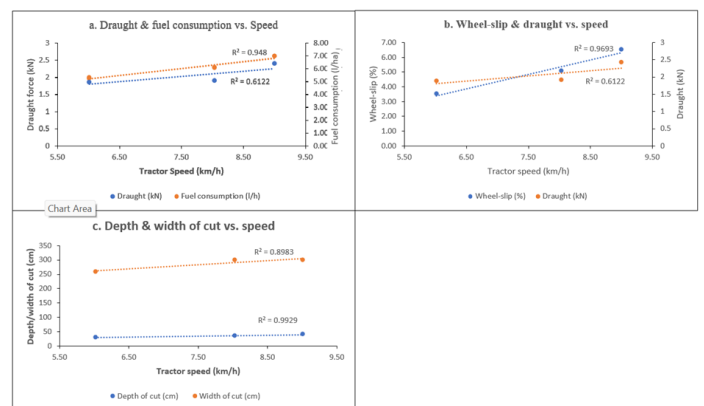 a. Draught & fuel consumption vs. Speed
Draught force (kN)
3
2.5
2
1.5
1
0.5
0
8.00
7.00
6.00
5.00
4.00
3.00
2.00
1.00
0.00
Fuel consumption (l/ha)
R² = 0.948
R² = 0.6122
5.50 6.50 7.50 8.50 9.50
Tractor Speed (km/h)
Draught (kN) Fuel consumption (l/h)
Chart Area
b. Wheel-slip & draught vs. speed
Wheel-slip (%)
7.00
6.00
5.00
4.00
3.00
2.00
1.00
0.00
3
2.5
2
1.5
1
0.5
0
Draught (kN)
R² = 0.9693
R² = 0.6122
5.50 6.50 7.50 8.50 9.50
Tractor speed (km/h)
Wheel-slip (%) Draught (kN)
c. Depth & width of cut vs. speed
Depth/width of cut (cm)
350
300
250
200
150
100
50
0
R² = 0.8983
R² = 0.9929
5.50 6.50 7.50 8.50 9.50
Tractor speed (km/h)
Depth of cut (cm) Width of cut (cm)